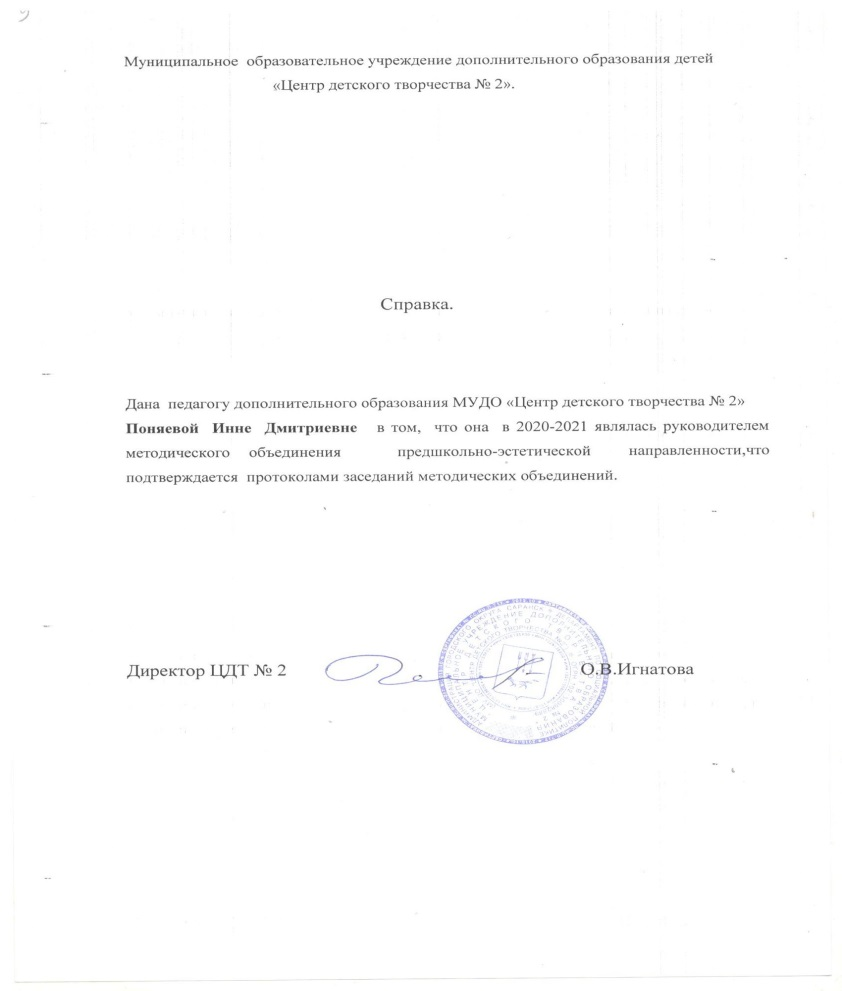 Муниципальное образовательное учреждение дополнительного образования детей
«Центр детского творчества № 2».
Справка.
Дана педагогу дополнительного образования МУДО «Центр детского творчества № 2»
Поняевой Инне Дмитриевне в том, что она в 2020-2021 являлась руководителем
методического объединения предшкольно-эстетической направленности,что
подтверждается протоколами заседаний методических объединений.
Директор ЦДТ № 2 О.В.Игнатова